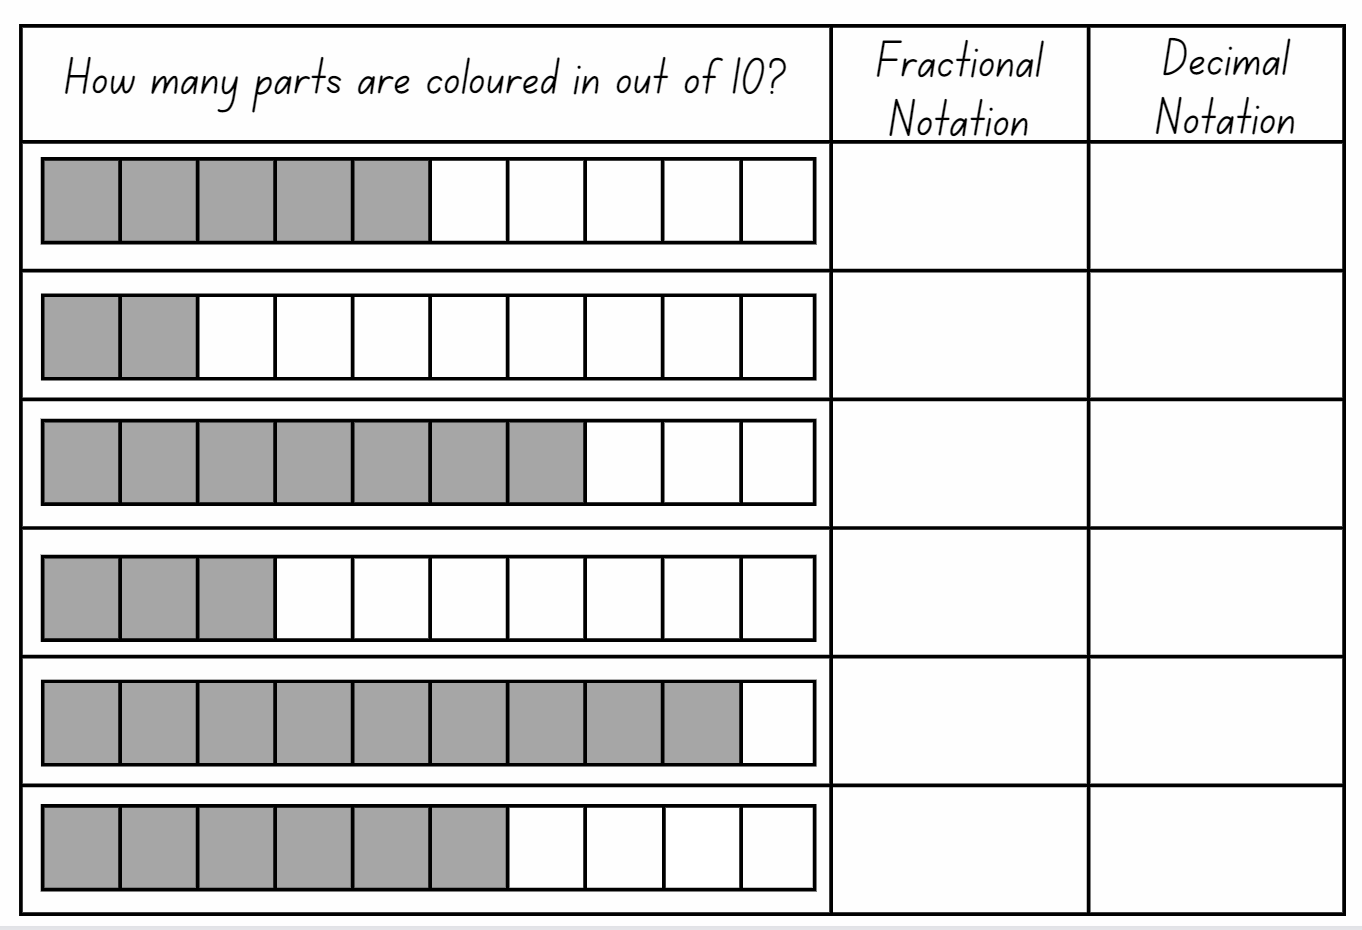 How many parts are coloured in out of 10?
Fractional
Notation
Decimal
Notation